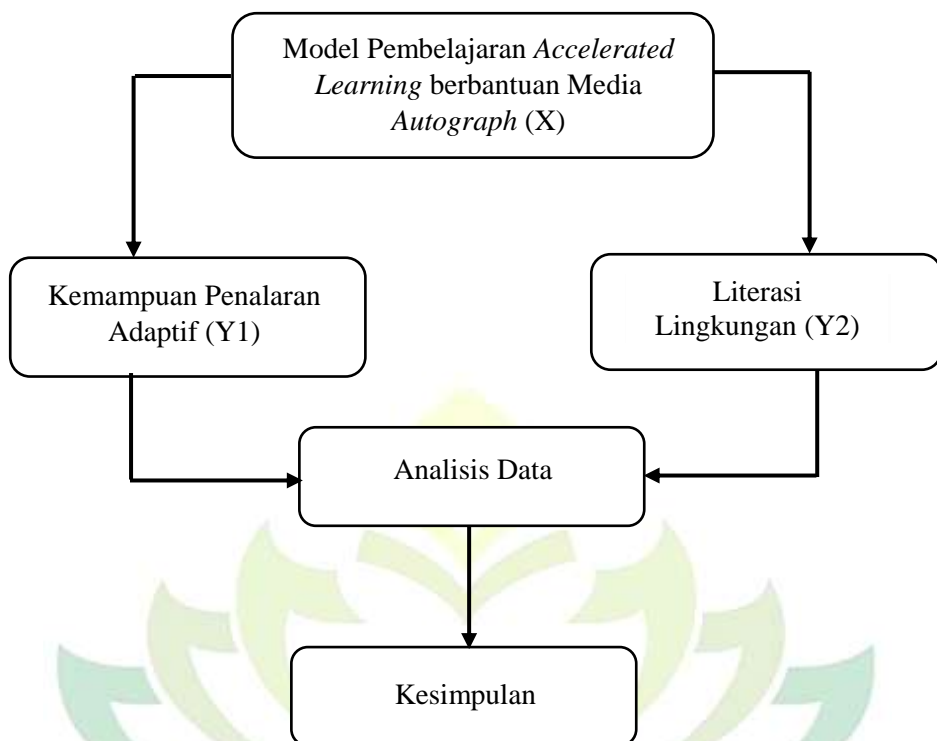 Model Pembelajaran Accelerated
Learning berbantuan Media
Autograph (X)
Kemampuan Penalaran
Adaptif (Y1)
Literasi
Lingkungan (Y2)
Analisis Data
Kesimpulan